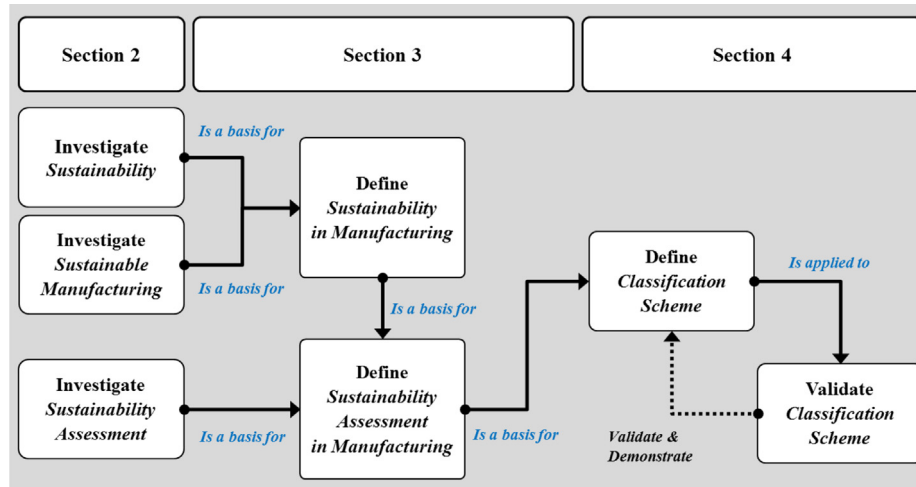 Section 2
Section 3
Section 4
Investigate
Sustainability
Is a basis for
Investigate
Sustainable
Manufacturing
Is a basis for
Define
Sustainability
in Manufacturing
Is a basis for
Investigate
Sustainability
Assessment
Is a basis for
Define
Sustainability
Assessment
in Manufacturing
Is a basis for
Define
Classification
Scheme
Is applied to
Validate
Classification
Scheme
Validate &
Demonstrate